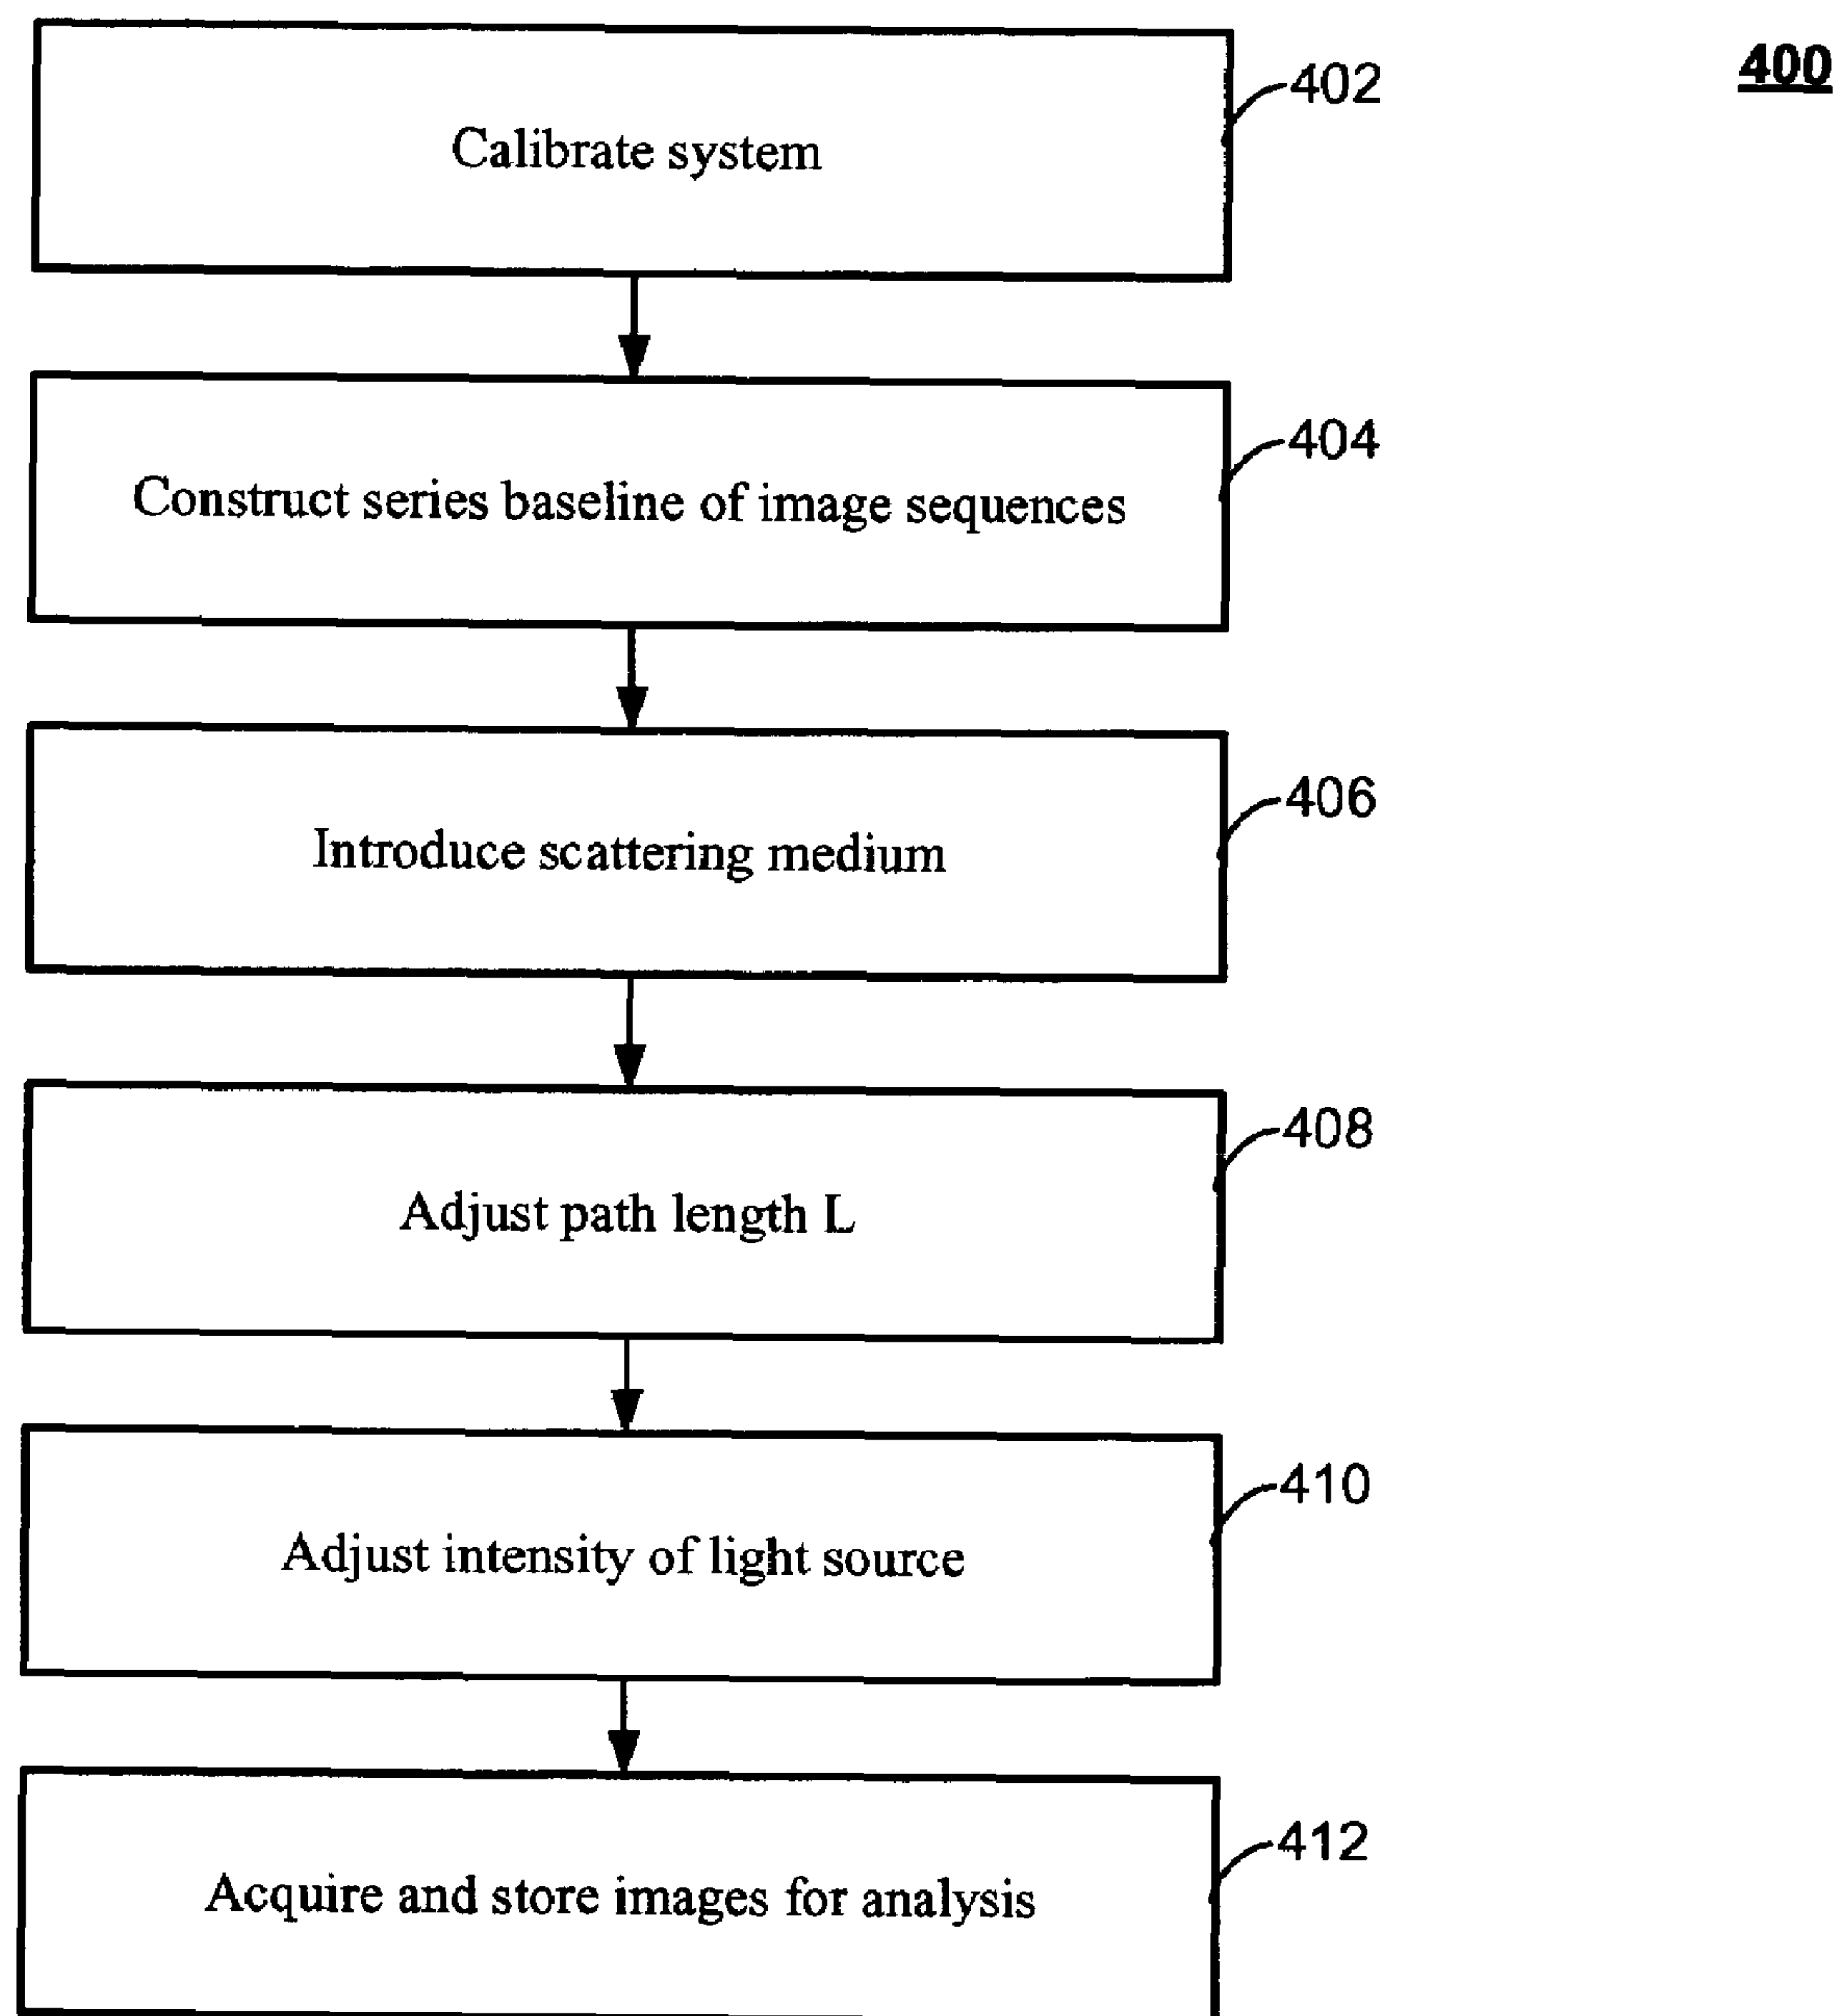 400
402
Calibrate system
404
Construct series baseline of image sequences
406
Introduce scattering medium
408
Adjust path length L
410
Adjust intensity of light source
412
Acquire and store images for analysis